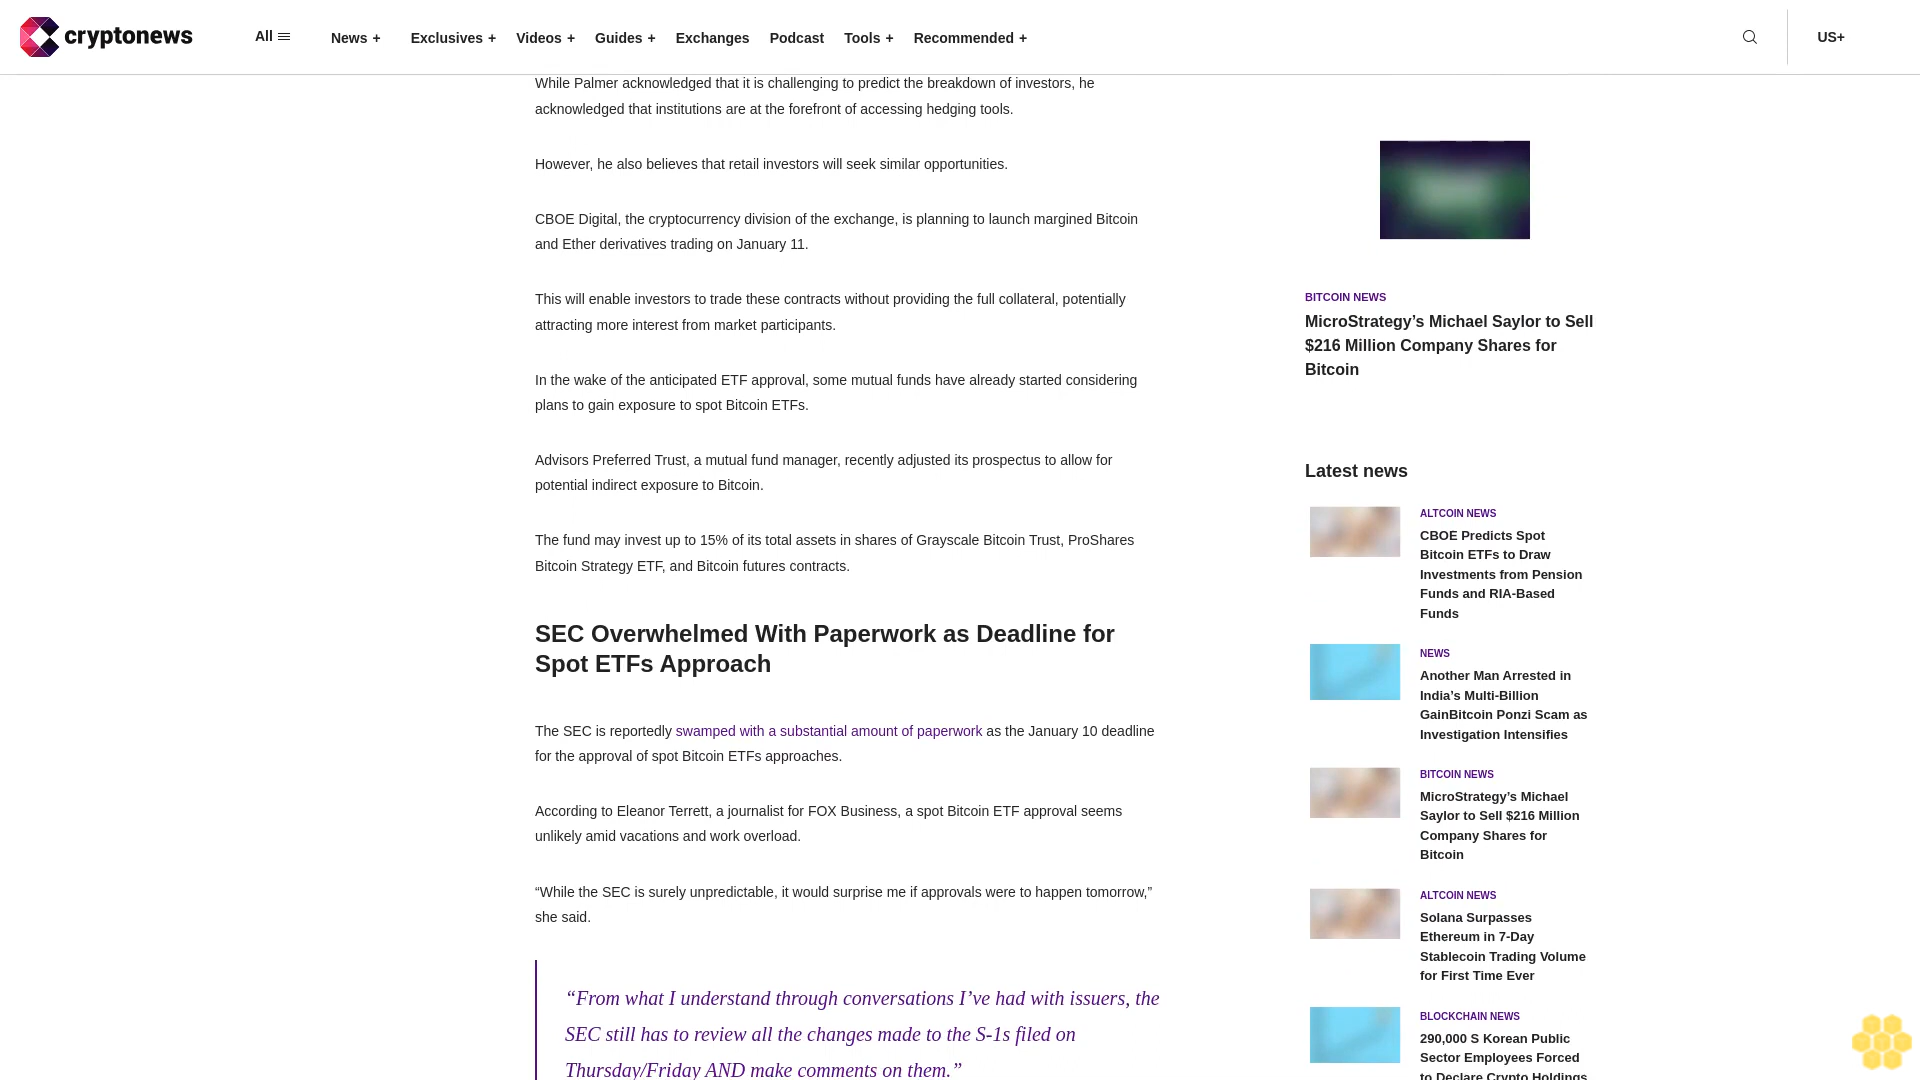 cryptonews
All
News +
Exclusives +
Videos +
Guides +
Exchanges
Podcast
Tools +
Recommended +
US+
While Palmer acknowledged that it is challenging to predict the breakdown of investors, he
acknowledged that institutions are at the forefront of accessing hedging tools.
However, he also believes that retail investors will seek similar opportunities.
CBOE Digital, the cryptocurrency division of the exchange, is planning to launch margined Bitcoin
and Ether derivatives trading on January 11.
This will enable investors to trade these contracts without providing the full collateral, potentially
attracting more interest from market participants.
In the wake of the anticipated ETF approval, some mutual funds have already started considering
plans to gain exposure to spot Bitcoin ETFs.
Advisors Preferred Trust, a mutual fund manager, recently adjusted its prospectus to allow for
potential indirect exposure to Bitcoin.
The fund may invest up to 15% of its total assets in shares of Grayscale Bitcoin Trust, ProShares
Bitcoin Strategy ETF, and Bitcoin futures contracts.
SEC Overwhelmed With Paperwork as Deadline for
Spot ETFs Approach
The SEC is reportedly swamped with a substantial amount of paperwork as the January 10 deadline
for the approval of spot Bitcoin ETFs approaches.
According to Eleanor Terrett, a journalist for FOX Business, a spot Bitcoin ETF approval seems
unlikely amid vacations and work overload.
“While the SEC is surely unpredictable, it would surprise me if approvals were to happen tomorrow,”
she said.
“From what I understand through conversations I’ve had with issuers, the
SEC still has to review all the changes made to the S-1s filed on
Thursday/Friday AND make comments on them.”
BITCOIN NEWS
MicroStrategy’s Michael Saylor to Sell
$216 Million Company Shares for
Bitcoin
Latest news
ALTCOIN NEWS
CBOE Predicts Spot
Bitcoin ETFs to Draw
Investments from Pension
Funds and RIA-Based
Funds
NEWS
Another Man Arrested in
India’s Multi-Billion
GainBitcoin Ponzi Scam as
Investigation Intensifies
BITCOIN NEWS
MicroStrategy’s Michael
Saylor to Sell $216 Million
Company Shares for
Bitcoin
ALTCOIN NEWS
Solana Surpasses
Ethereum in 7-Day
Stablecoin Trading Volume
for First Time Ever
BLOCKCHAIN NEWS
290,000 S Korean Public
Sector Employees Forced
to Declare Crypto Holdings